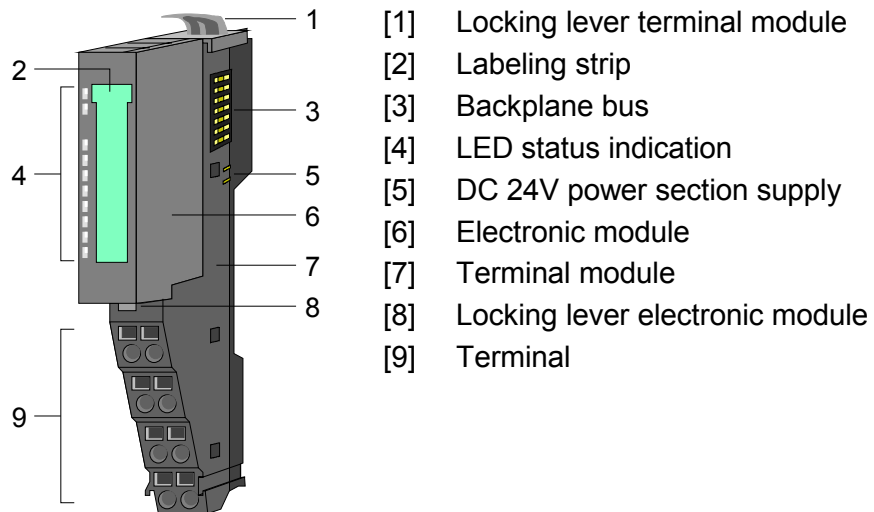 1
2
3
4
5
6
7
8
9
[1] Locking lever terminal module
[2] Labeling strip
[3] Backplane bus
[4] LED status indication
[5] DC 24V power section supply
[6] Electronic module
[7] Terminal module
[8] Locking lever electronic module
[9] Terminal